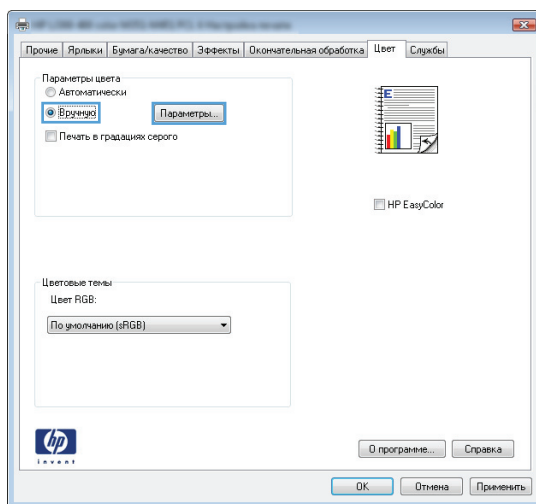 Прочие Ярлыки Бумага/качество Эффекты Окончательная обработка Цвет Службы
Параметры цвета
Автоматически
Вручную Параметры...
Печать в градациях серого
E
HP EasyColor
Цветовые темы
Цвет RGB:
По умолчанию (sRGB)
hp
invent
О программе... Справка
OK Отмена Применить